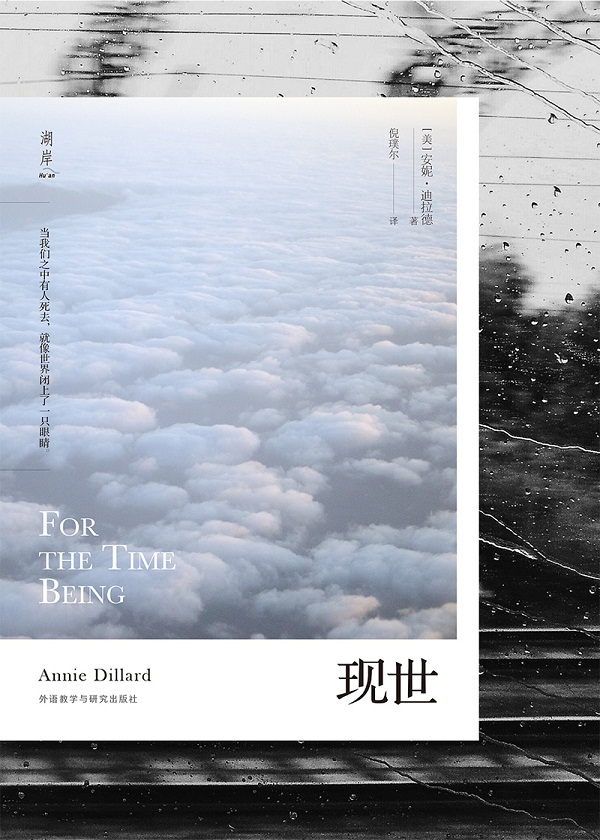 [美]安妮·迪拉德 著
倪璞尔 译
湖岸
Hu'an
当我们之中有人死去，就像世界闭上了一只眼睛。
FOR
THE TIME
BEING
Annie Dillard
外语教学与研究出版社
现世